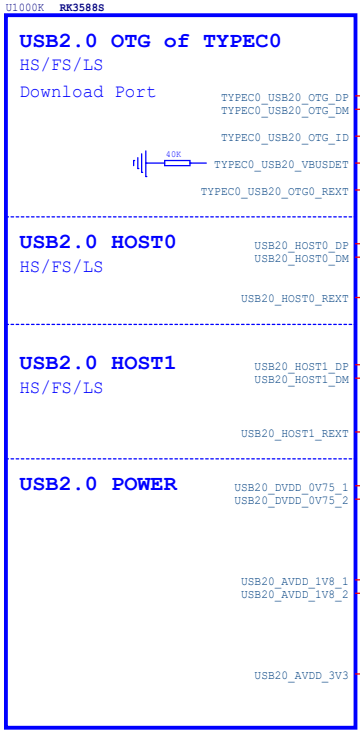 U1000K RK3588S
USB2.0 OTG of TYPEC0
HS/FS/LS
Download Port
TYPEC0_USB20_OTG_DP
TYPEC0_USB20_OTG_DM
TYPEC0_USB20_OTG_ID
40K
TYPEC0_USB20_VBUSDET
TYPEC0_USB20_OTG0_REXT
USB2.0 HOST0
HS/FS/LS
USB20_HOST0_DP
USB20_HOST0_DM
USB20_HOST0_REXT
USB2.0 HOST1
HS/FS/LS
USB20_HOST1_DP
USB20_HOST1_DM
USB20_HOST1_REXT
USB2.0 POWER
USB20_DVDD_0V75_1
USB20_DVDD_0V75_2
USB20_AVDD_1V8_1
USB20_AVDD_1V8_2
USB20_AVDD_3V3